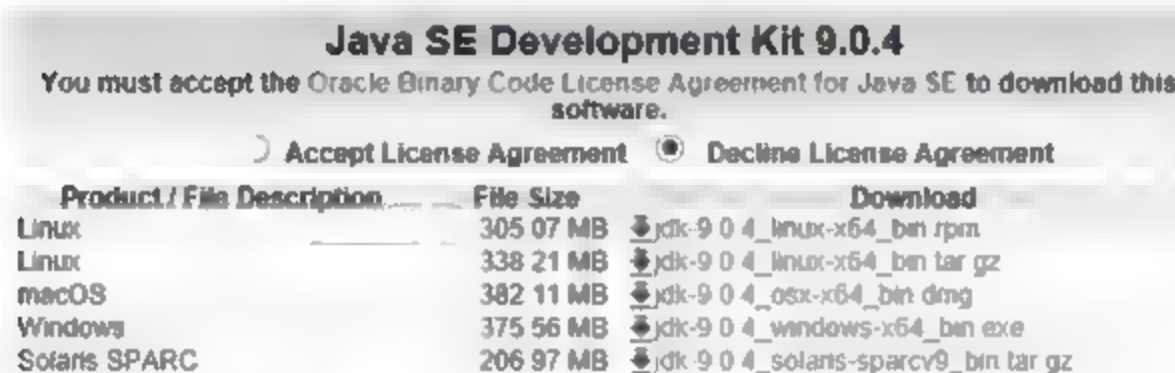 Java SE Development Kit 9.0.4
You must accept the Oracle Binary Code License Agreement for Java SE to download this
software.
Accept License Agreement Decline License Agreement
Product / File Description File Size Download
Linux 305.07 MB jdk-9.0.4_linux-x64_bin.rpm
Linux 338.21 MB jdk-9.0.4_linux-x64_bin.tar.gz
macOS 382.11 MB jdk-9.0.4_osx-x64_bin.dmg
Windows 375.56 MB jdk-9.0.4_windows-x64_bin.exe
Solaris SPARC 206.97 MB jdk-9.0.4_solaris-sparcv9_bin.tar.gz